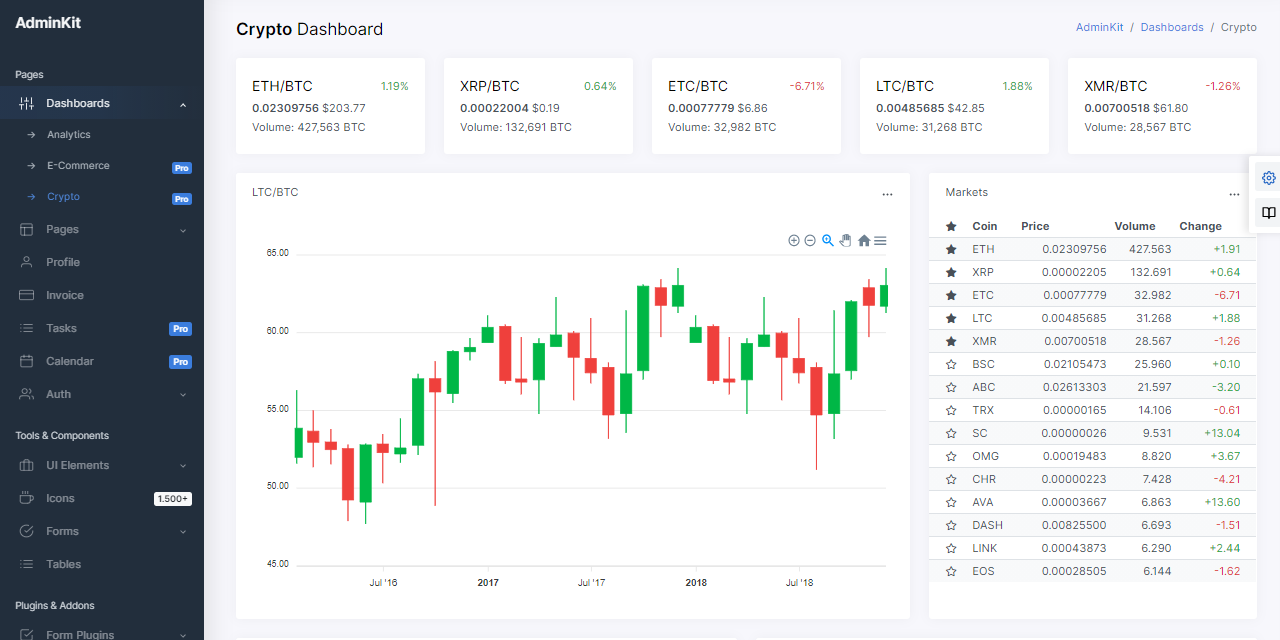 AdminKit
Pages
Dashboards
Analytics
E-Commerce Pro
Crypto Pro
Pages
Profile
Invoice
Tasks Pro
Calendar Pro
Auth
Tools & Components
UI Elements
Icons 1.500+
Forms
Tables
Plugins & Addons
Form Plugins
Crypto Dashboard
AdminKit / Dashboards / Crypto
ETH/BTC 1.19%
0.02309756 $203.77
Volume: 427,563 BTC
XRP/BTC 0.64%
0.00022004 $0.19
Volume: 132,691 BTC
ETC/BTC -6.71%
0.00077779 $6.86
Volume: 32,982 BTC
LTC/BTC 1.88%
0.00485685 $42.85
Volume: 31,268 BTC
XMR/BTC -1.26%
0.00700518 $61.80
Volume: 28,567 BTC
LTC/BTC
65.00
60.00
55.00
50.00
45.00
Jul '16 2017 Jul '17 2018 Jul '18
Markets
Coin Price Volume Change
ETH 0.02309756 427.563 +1.91
XRP 0.00002205 132.691 +0.64
ETC 0.00077779 32.982 -6.71
LTC 0.00485685 31.268 +1.88
XMR 0.00700518 28.567 -1.26
BSC 0.02105473 25.960 +0.10
ABC 0.02613303 21.597 -3.20
TRX 0.00000165 14.106 -0.61
SC 0.00000026 9.531 +13.04
OMG 0.00019483 8.820 +3.67
CHR 0.00000223 7.428 -4.21
AVA 0.00003667 6.863 +13.60
DASH 0.00825500 6.693 -1.51
LINK 0.00043873 6.290 +2.44
EOS 0.00028505 6.144 -1.62